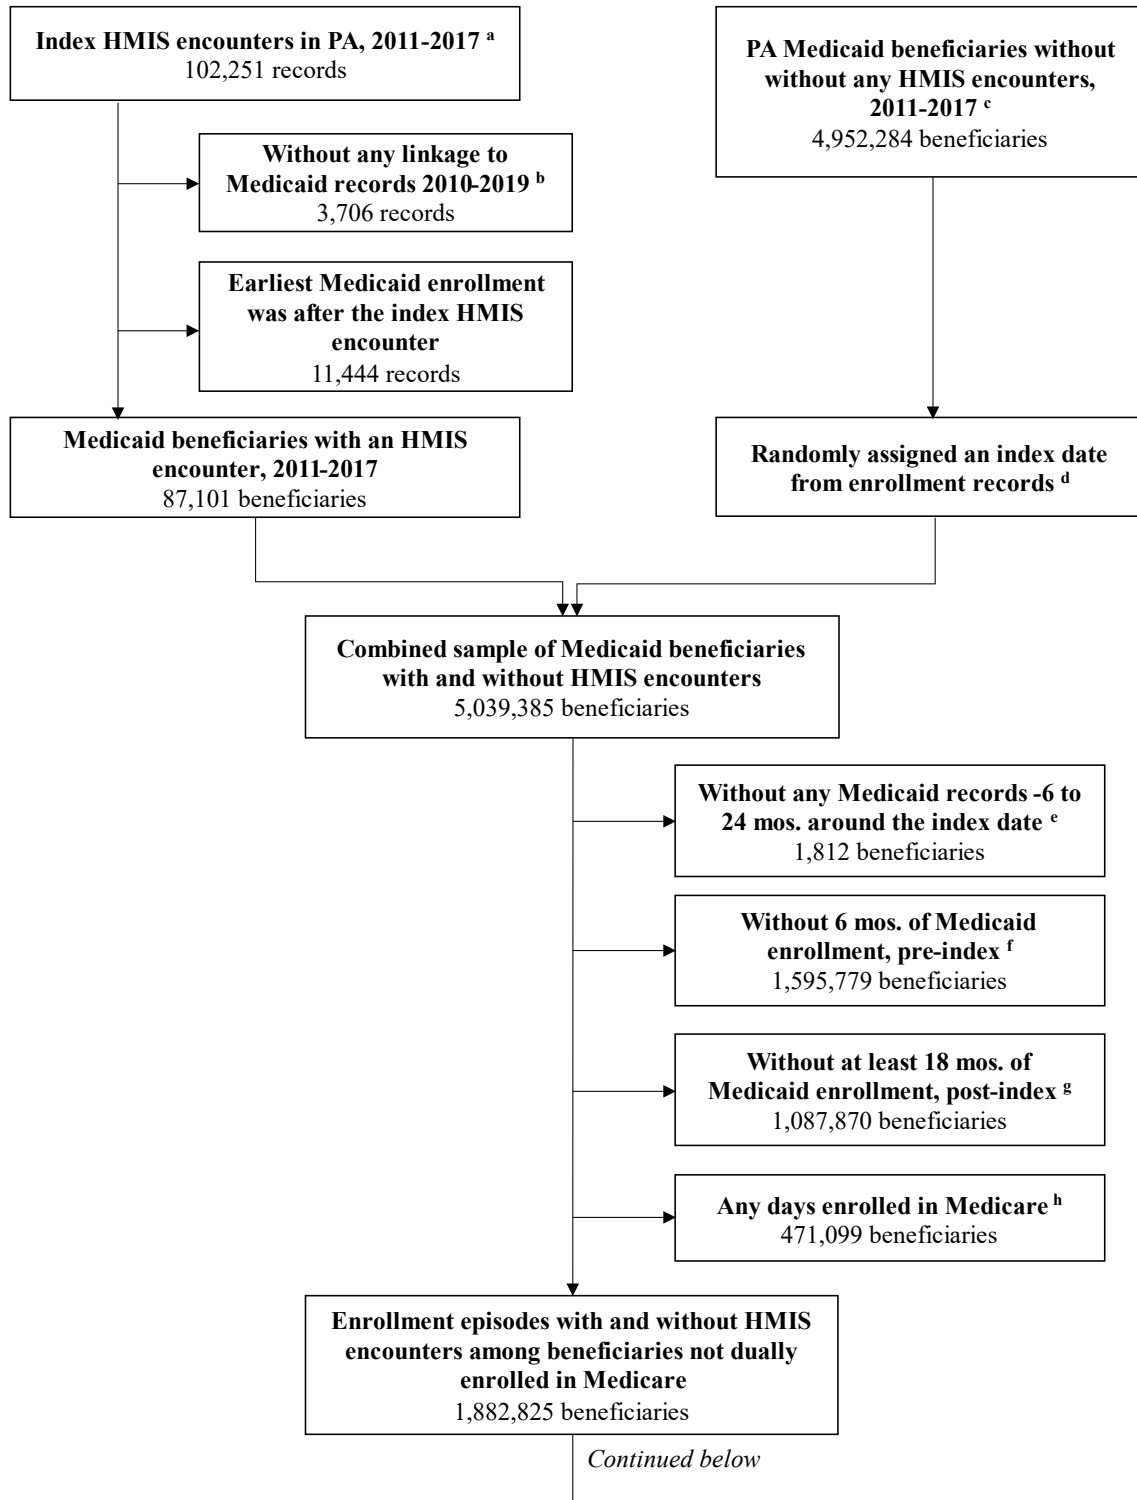 Index HMIS encounters in PA, 2011-2017 a
102,251 records
PA Medicaid beneficiaries without
without any HMIS encounters,
2011-2017 c
4,952,284 beneficiaries
Without any linkage to
Medicaid records 2010-2019 b
3,706 records
Earliest Medicaid enrollment
was after the index HMIS
encounter
11,444 records
Medicaid beneficiaries with an HMIS
encounter, 2011-2017
87,101 beneficiaries
Randomly assigned an index date
from enrollment records d
Combined sample of Medicaid beneficiaries
with and without HMIS encounters
5,039,385 beneficiaries
Without any Medicaid records -6 to
24 mos. around the index date e
1,812 beneficiaries
Without 6 mos. of Medicaid
enrollment, pre-index f
1,595,779 beneficiaries
Without at least 18 mos. of
Medicaid enrollment, post-index g
1,087,870 beneficiaries
Any days enrolled in Medicare h
471,099 beneficiaries
Enrollment episodes with and without HMIS
encounters among beneficiaries not dually
enrolled in Medicare
1,882,825 beneficiaries
Continued below